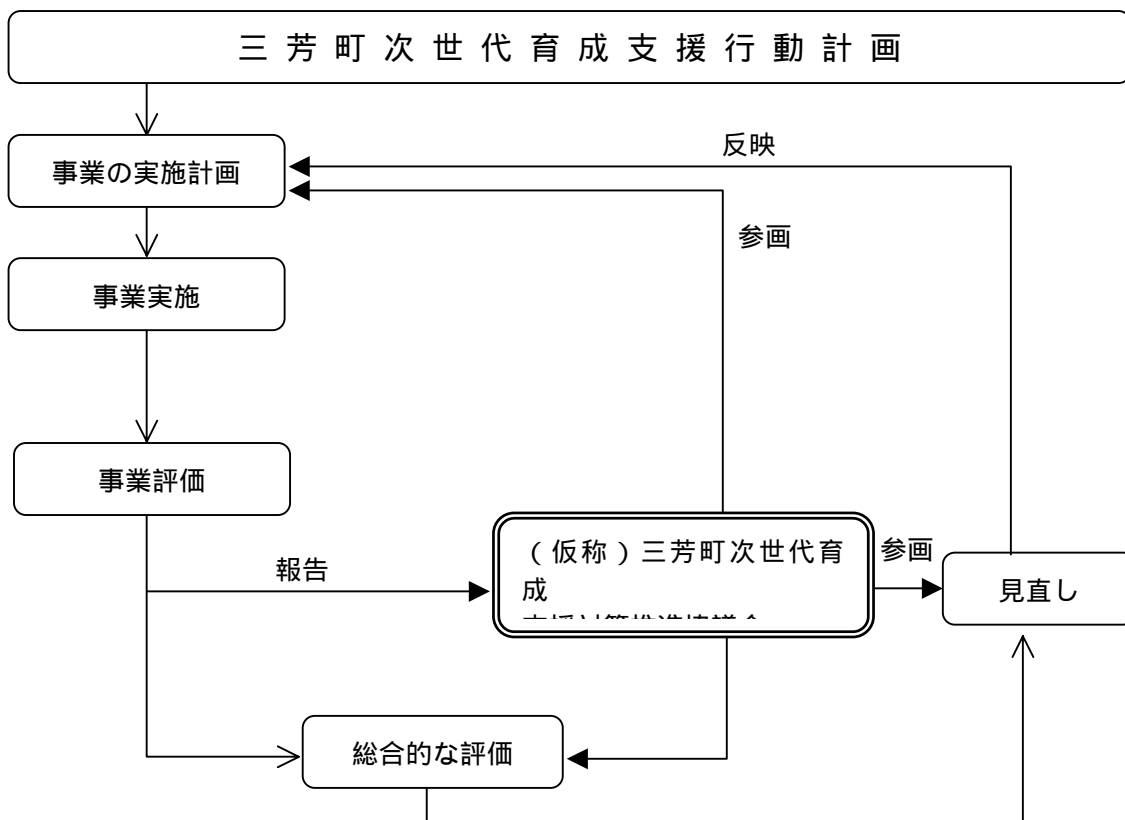 三芳町次世代育成支援行動計画
反映
事業の実施計画
参画
事業実施
事業評価
（仮称）三芳町次世代育
成
参画
報告
見直し
総合的な評価